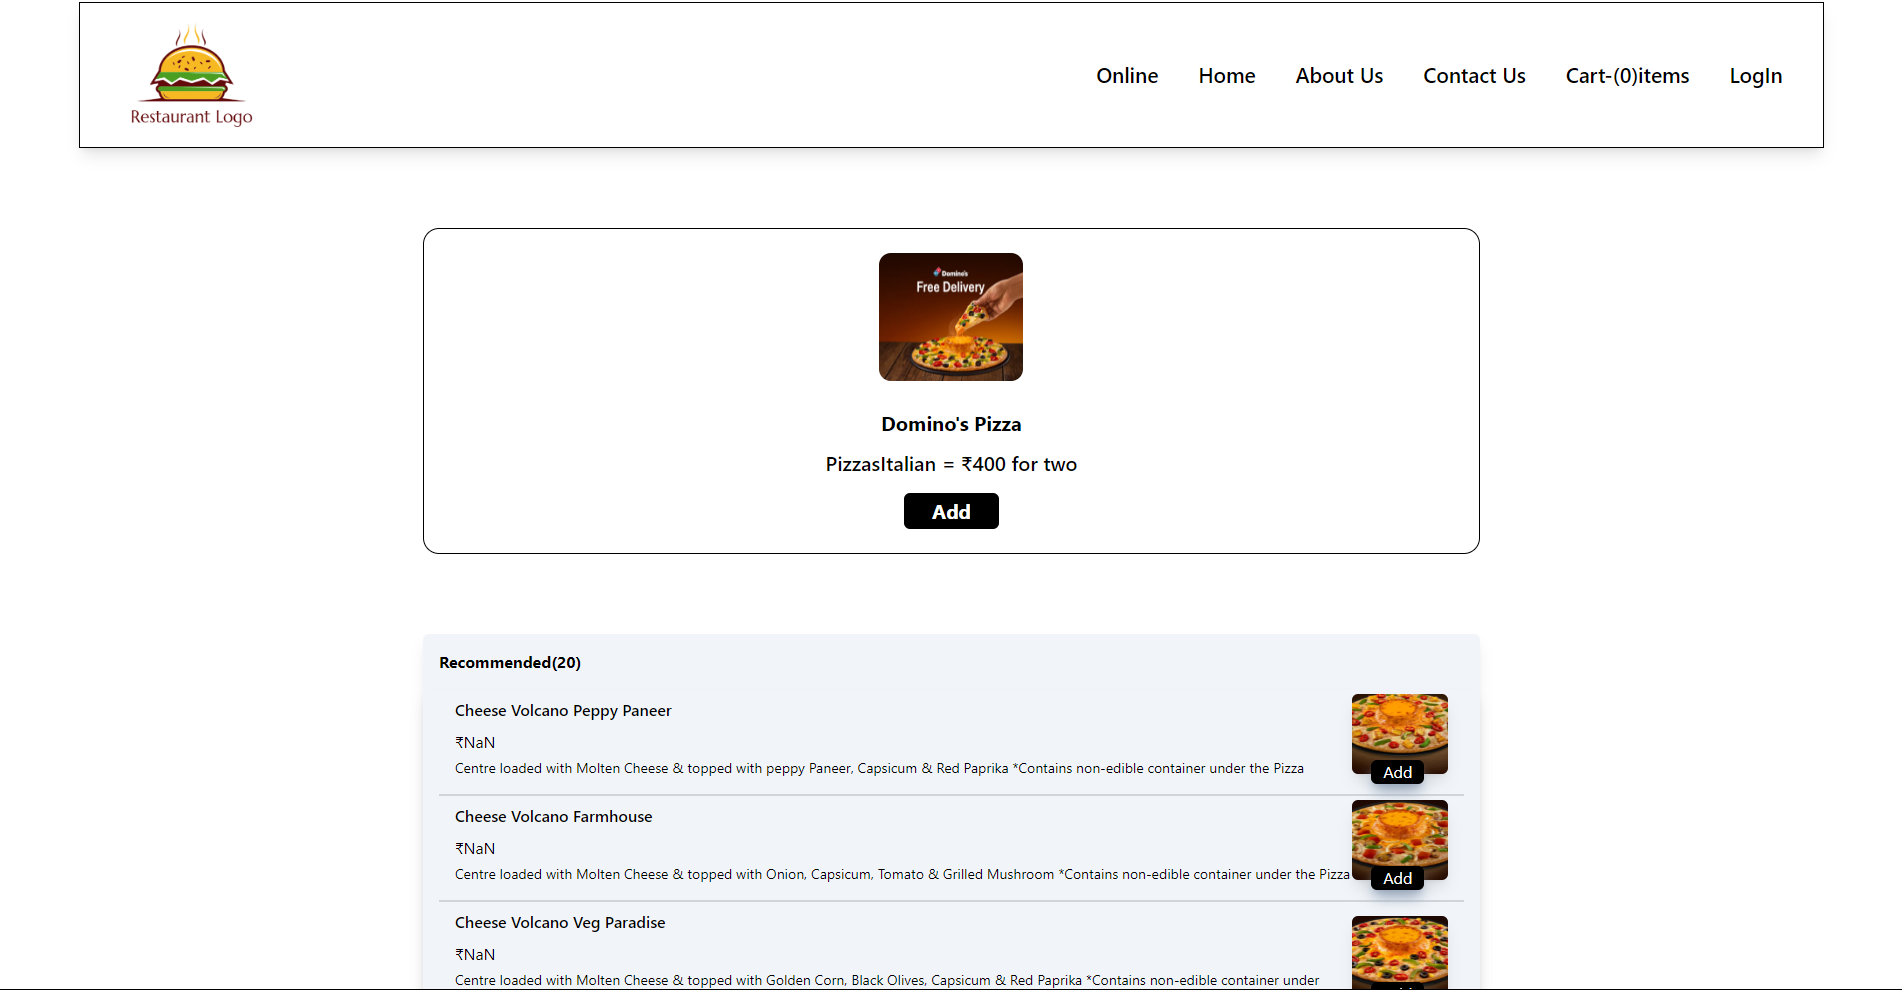 Restaurant Logo
Online Home About Us Contact Us Cart-(0)items LogIn
Domino's
Free Delivery
Domino's Pizza
PizzasItalian = ₹400 for two
Add
Recommended(20)
Cheese Volcano Peppy Paneer
₹NaN
Centre loaded with Molten Cheese & topped with peppy Paneer, Capsicum & Red Paprika *Contains non-edible container under the Pizza
Add
Cheese Volcano Farmhouse
₹NaN
Centre loaded with Molten Cheese & topped with Onion, Capsicum, Tomato & Grilled Mushroom *Contains non-edible container under the Pizza
Add
Cheese Volcano Veg Paradise
₹NaN
Centre loaded with Molten Cheese & topped with Golden Corn, Black Olives, Capsicum & Red Paprika *Contains non-edible container under